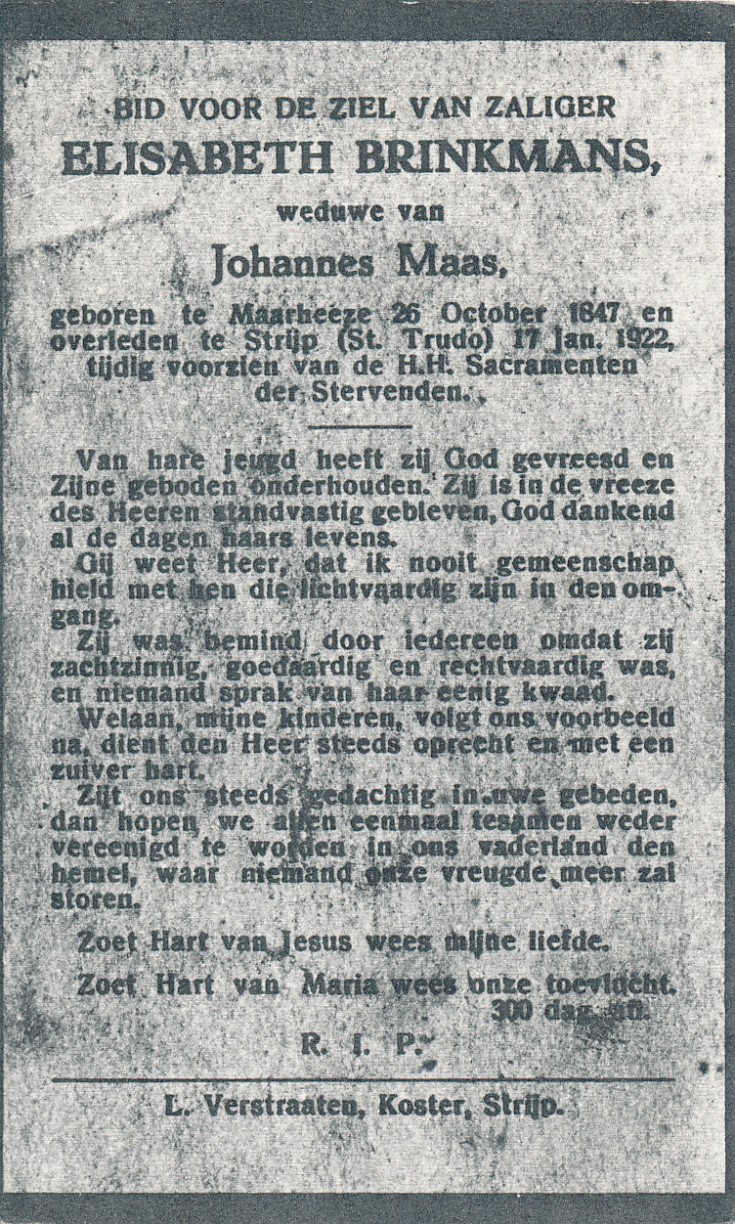 BID VOOR DE ZIEL VAN ZALIGER
ELISABETH BRINKMANS,
weduwe van
Johannes Maas,
geboren te Maarheeze 26 October 1847 en
overleden te Strijp (St. Trudo) 17 Jan. 1922,
tijdig voorzien van de H.H. Sacramenten
der Stervenden.
Van hare jeugd heeft zij God gevreesd en
Zijne geboden onderhouden. Zij is in de vreeze
des Heeren standvastig gebleven, God dankend
al de dagen haars levens.
Gij weet Heer, dat ik nooit gemeenschap
hield met hen die lichtvaardig zijn in den om-
gang.
Zij was bemind door iedereen omdat zij
zachtzinnig, goedaardig en rechtvaardig was,
en niemand sprak van haar eenig kwaad.
Welaan, mijne kinderen, volgt ons voorbeeld
na, dient den Heer steeds oprecht en met een
zuiver hart.
Zijt ons steeds gedachtig in uwe gebeden,
dan hopen we allen eenmaal tesamen weder
vereenigd te worden in ons vaderland den
hemel, waar niemand onze vreugde meer zal
storen.
Zoet Hart van Jesus wees mijne liefde.
Zoet Hart van Maria wees onze toevlucht.
300 dag. afl.
R. I. P.
L. Verstraaten, Koster, Strijp.